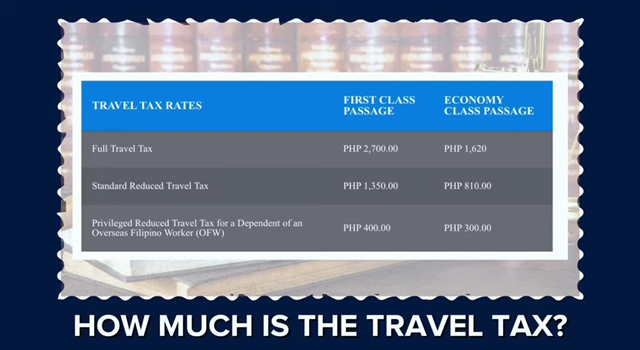 TRAVEL TAX RATES
FIRST CLASS PASSAGE
ECONOMY CLASS PASSAGE
Full Travel Tax
PHP 2,700.00
PHP 1,620
Standard Reduced Travel Tax
PHP 1,350.00
PHP 810.00
Privileged Reduced Travel Tax for a Dependent of an
Overseas Filipino Worker (OFW)
PHP 400.00
PHP 300.00
HOW MUCH IS THE TRAVEL TAX?